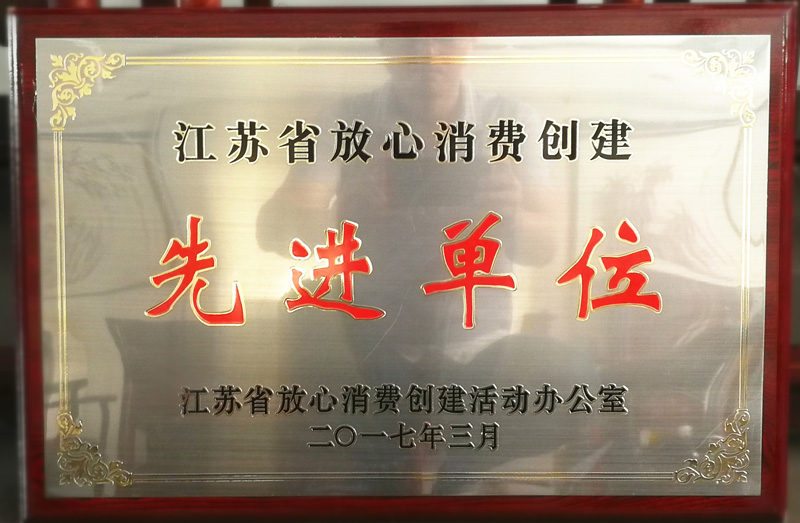 江苏省放心消费创建
先进单位
江苏省放心消费创建活动办公室
二〇一七年三月